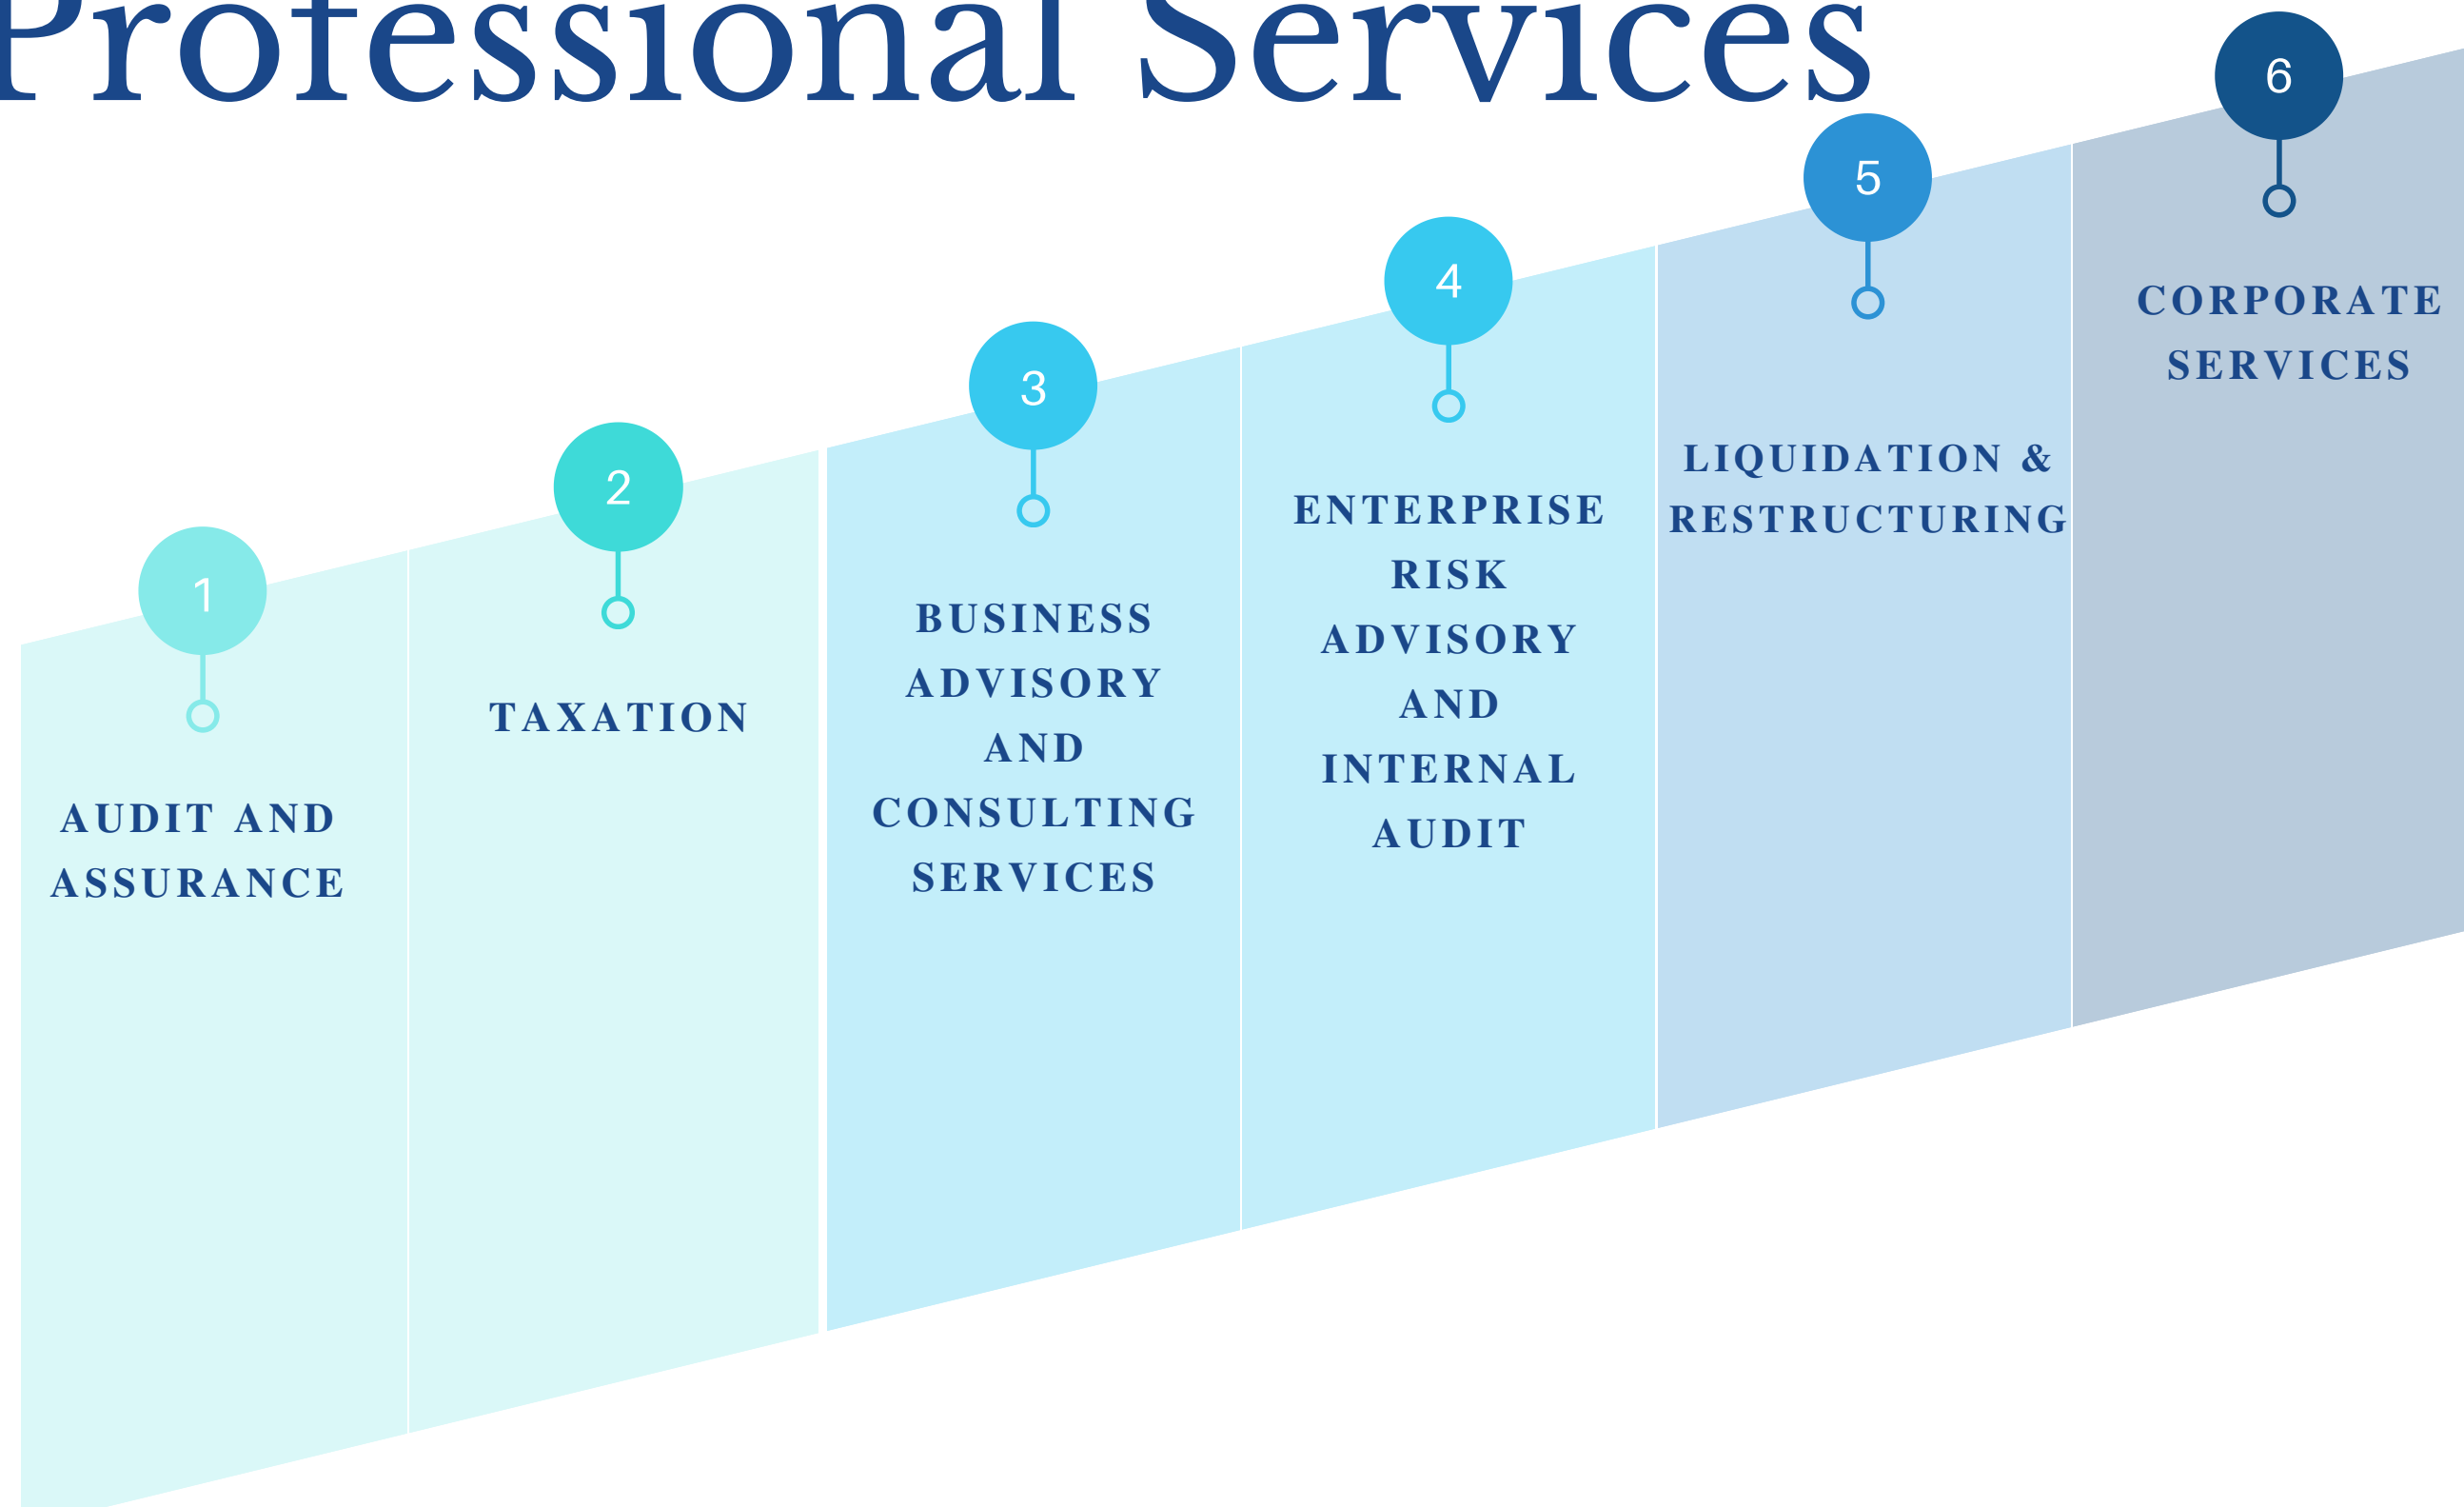 Professional Services
1
AUDIT AND
ASSURANCE
2
TAXATION
3
BUSINESS
ADVISORY
AND
CONSULTING
SERVICES
4
ENTERPRISE
RISK
ADVISORY
AND
INTERNAL
AUDIT
5
LIQUIDATION &
RESTRUCTURING
6
CORPORATE
SERVICES